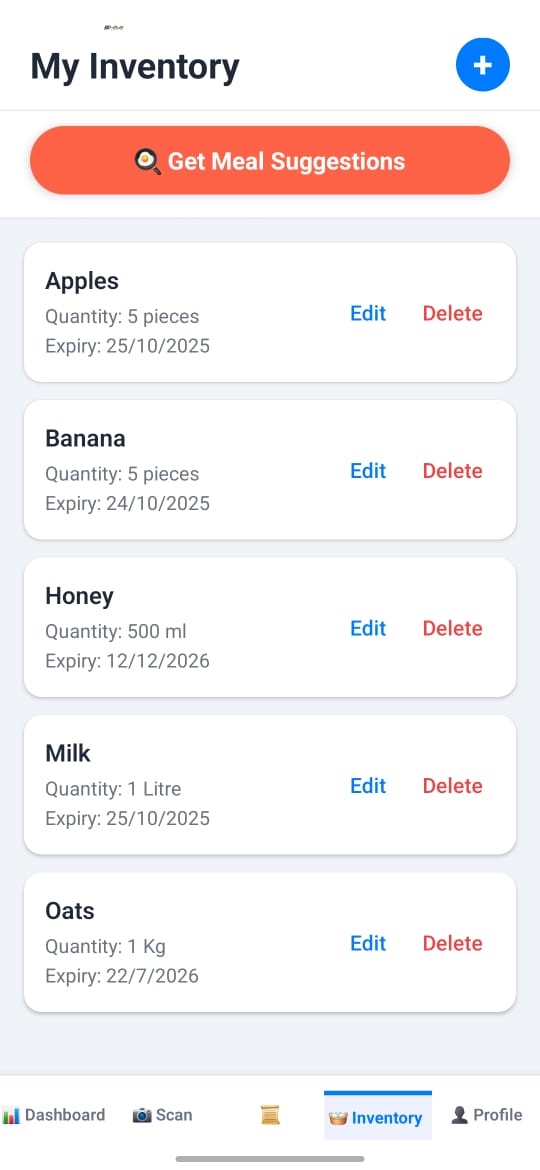 My Inventory
+
🍳 Get Meal Suggestions
Apples
Quantity: 5 pieces
Expiry: 25/10/2025
Edit
Delete
Banana
Quantity: 5 pieces
Expiry: 24/10/2025
Edit
Delete
Honey
Quantity: 500 ml
Expiry: 12/12/2026
Edit
Delete
Milk
Quantity: 1 Litre
Expiry: 25/10/2025
Edit
Delete
Oats
Quantity: 1 Kg
Expiry: 22/7/2026
Edit
Delete
📊 Dashboard
📷 Scan
📜
🧺 Inventory
👤 Profile